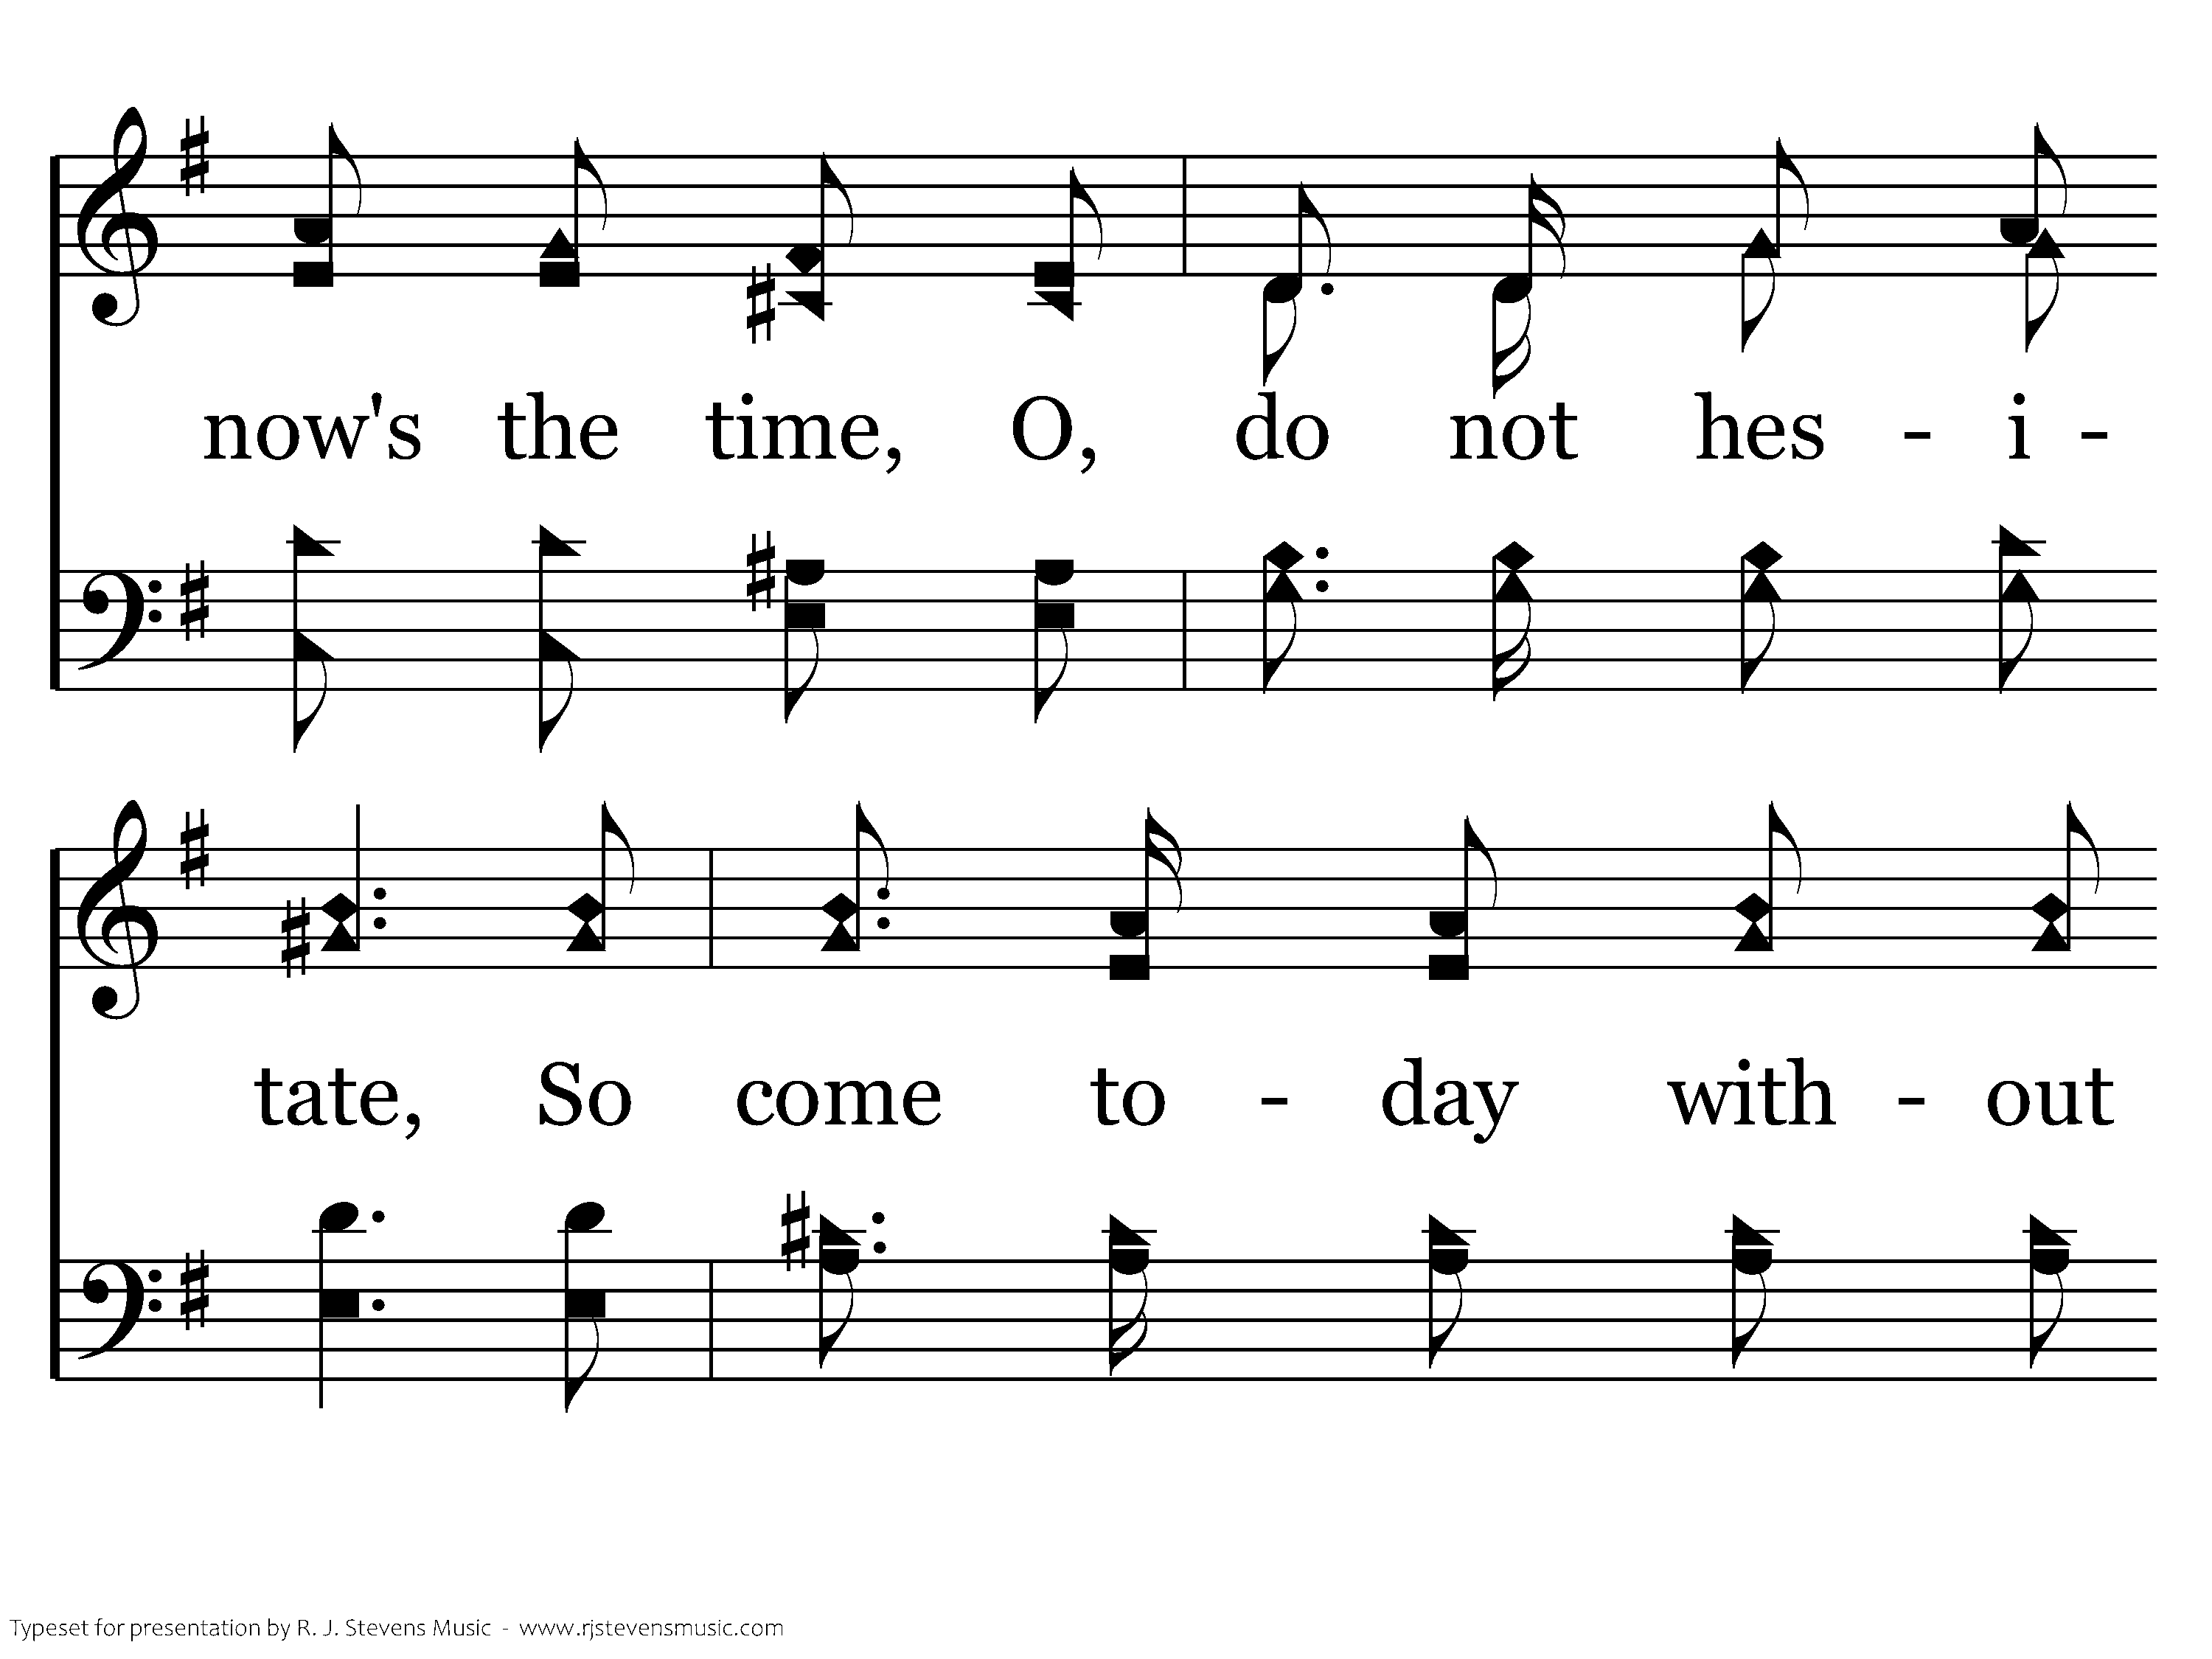 now's the time, O, do not hes - i -
tate, So come to - day with - out
Typeset for presentation by R. J. Stevens Music - www.rjstevensmusic.com